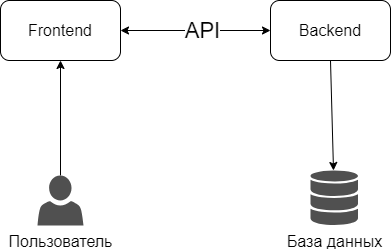 Frontend
API
Backend
Пользователь
База данных